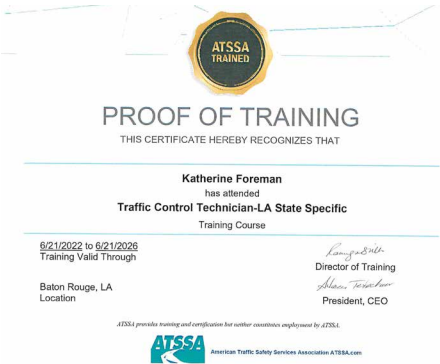 ATSSA
TRAINED
PROOF OF TRAINING
THIS CERTIFICATE HEREBY RECOGNIZES THAT
Katherine Foreman
has attended
Traffic Control Technician-LA State Specific
Training Course
6/21/2022 to 6/21/2026
Training Valid Through
Director of Training
Baton Rouge, LA
Location
President, CEO
ATSSA provides training and certification but neither constitutes employment by ATSSA.
ATSSA
American Traffic Safety Services Association ATSSA.com